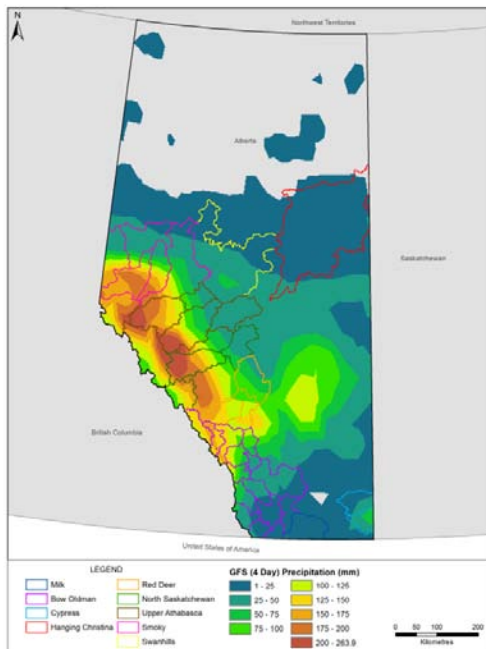 N
Northwest Territories
Alberta
Saskatchewan
British Columbia
United States of America
LEGEND
Milk
Bow Oldman
Cypress
Hanging Christina
Red Deer
North Saskatchewan
Upper Athabasca
Smoky
Swanhills
GFS (4 Day) Precipitation (mm)
1 - 25
25 - 50
50 - 75
75 - 100
100 - 125
125 - 150
150 - 175
175 - 200
200 - 263.9
0 50 100 200
Kilometres